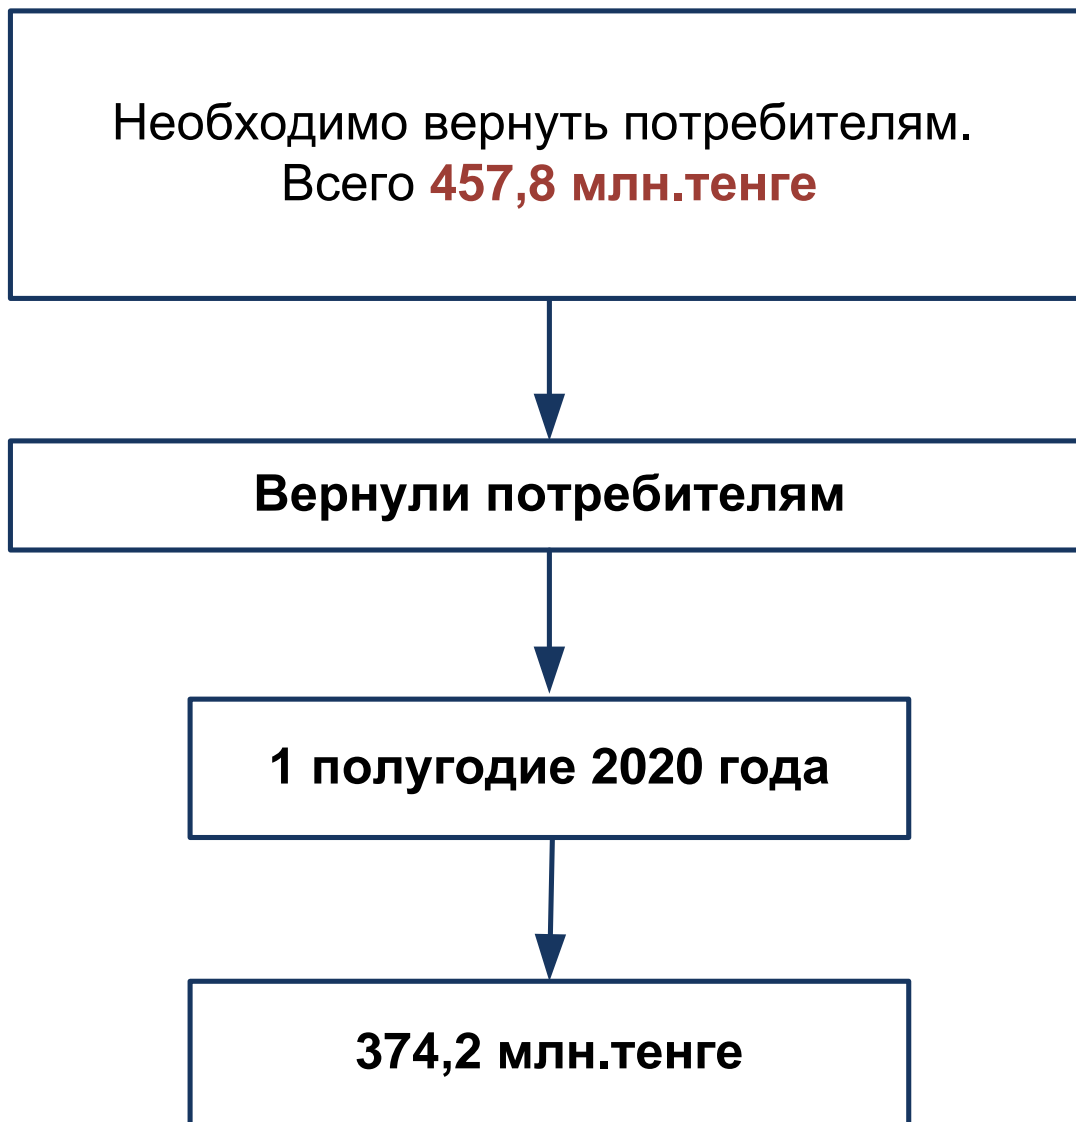 Необходимо вернуть потребителям.
Всего 457,8 млн.тенге
Вернули потребителям
1 полугодие 2020 года
374,2 млн.тенге